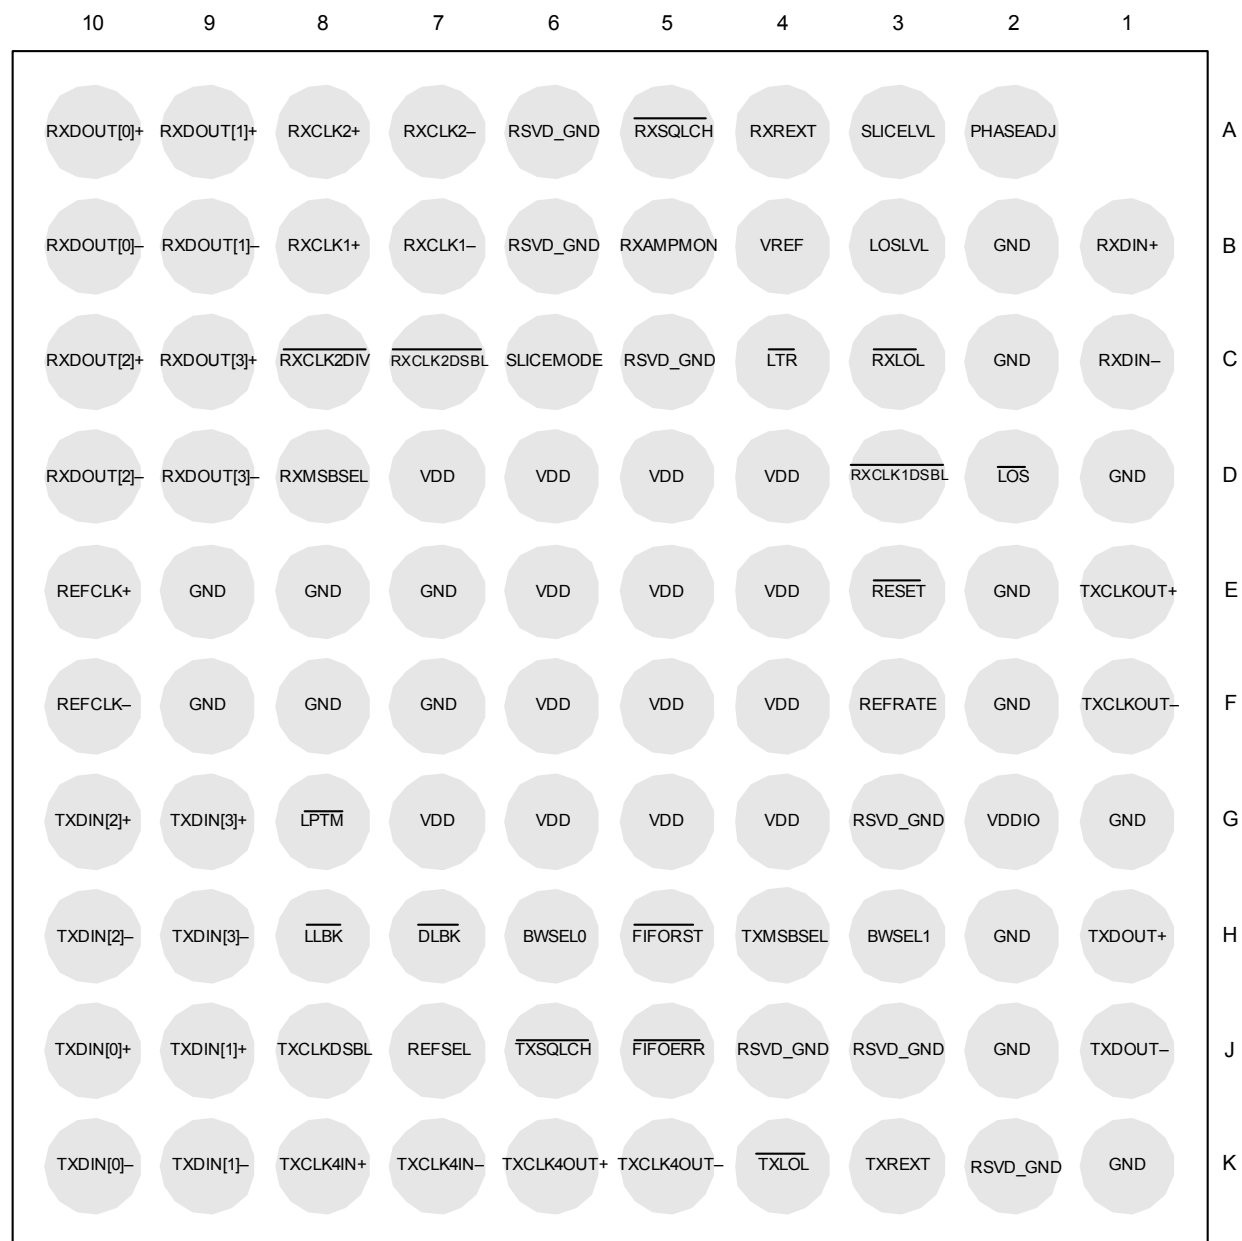 10 9 8 7 6 5 4 3 2 1
RXDOUT[0]+ RXDOUT[1]+ RXCLK2+ RXCLK2– RSVD_GND RXSQLCH RXREXT SLICELVL PHASEADJ A
RXDOUT[0]– RXDOUT[1]– RXCLK1+ RXCLK1– RSVD_GND RXAMPMON VREF LOSLVL GND RXDIN+ B
RXDOUT[2]+ RXDOUT[3]+ RXCLK2DIV RXCLK2DSBL SLICEMODE RSVD_GND LTR RXLOL GND RXDIN– C
RXDOUT[2]– RXDOUT[3]– RXMSBSEL VDD VDD VDD VDD RXCLK1DSBL LOS GND D
REFCLK+ GND GND GND VDD VDD VDD RESET GND TXCLKOUT+ E
REFCLK– GND GND GND VDD VDD VDD REFRATE GND TXCLKOUT– F
TXDIN[2]+ TXDIN[3]+ LPTM VDD VDD VDD VDD RSVD_GND VDDIO GND G
TXDIN[2]– TXDIN[3]– LLBK DLBK BWSEL0 FIFORST TXMSBSEL BWSEL1 GND TXDOUT+ H
TXDIN[0]+ TXDIN[1]+ TXCLKDSBL REFSEL TXSQLCH FIFOERR RSVD_GND RSVD_GND GND TXDOUT– J
TXDIN[0]– TXDIN[1]– TXCLK4IN+ TXCLK4IN– TXCLK4OUT+ TXCLK4OUT– TXLOL TXREXT RSVD_GND GND K